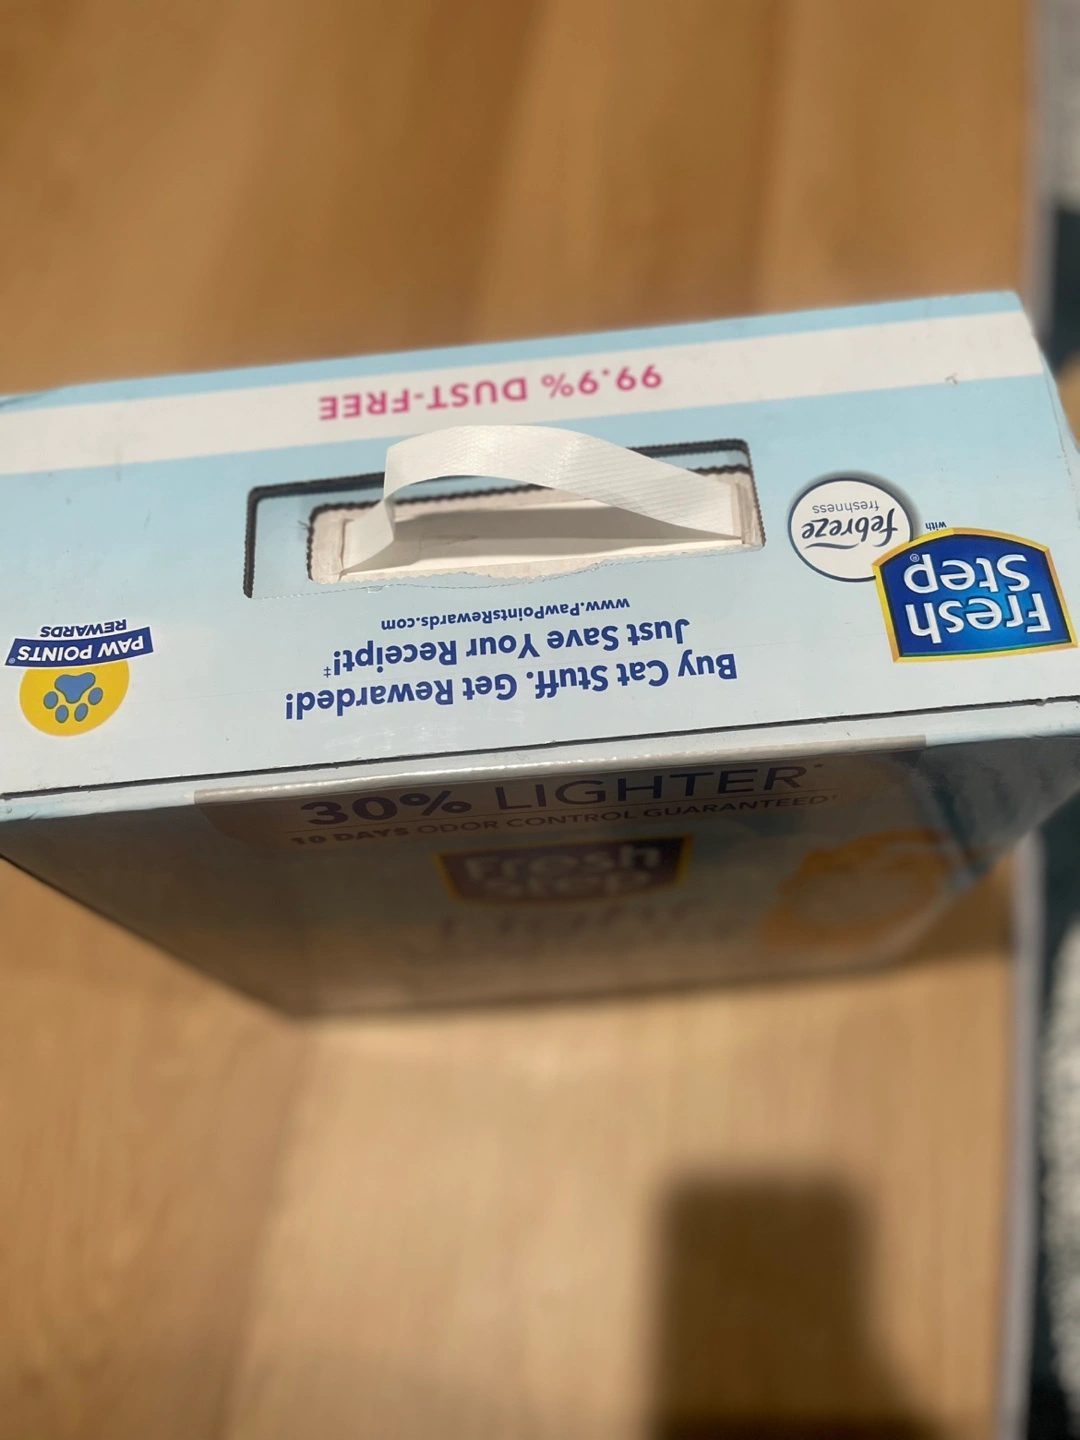 99.9% DUST-FREE
Fresh
Step®
with
febreze
freshness
www.PawPointsRewards.com
Buy Cat Stuff. Get Rewarded!
Just Save Your Receipt!‡
PAW POINTS®
REWARDS
30% LIGHTER*
10 DAYS ODOR CONTROL GUARANTEED†
Fresh
Step
Light